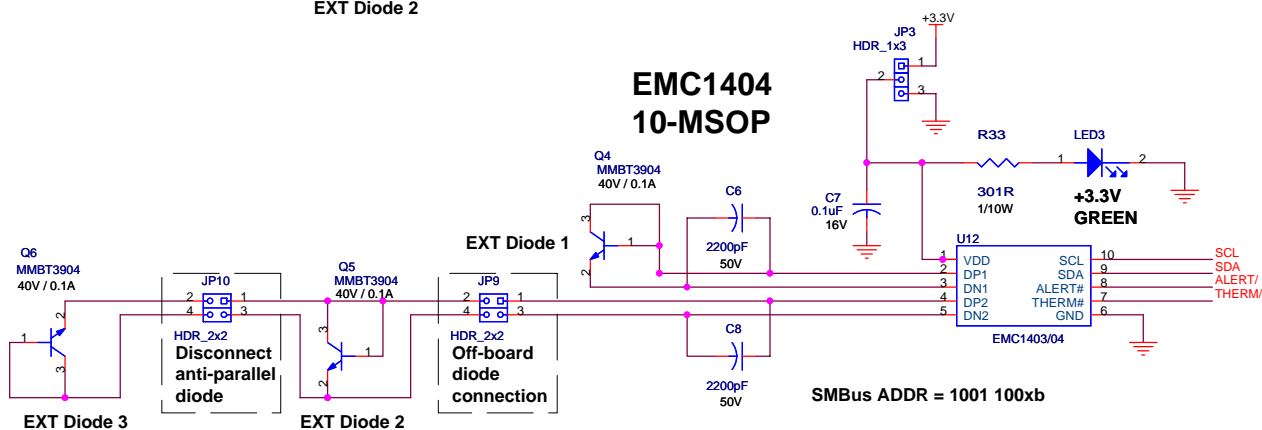 EXT Diode 2
+3.3V
JP3
HDR_1x3
1
2
3
EMC1404
10-MSOP
R33
LED3
1
2
301R
1/10W
+3.3V
GREEN
C7
0.1uF
16V
Q4
MMBT3904
40V / 0.1A
3
1
2
EXT Diode 1
C6
2200pF
50V
U12
1
VDD
2
DP1
3
DN1
4
DP2
5
DN2
SCL
10
SCL
SDA
9
SDA
ALERT#
8
ALERT/
THERM#
7
THERM/
GND
6
EMC1403/04
Q6
MMBT3904
40V / 0.1A
2
1
3
JP10
2
1
4
3
HDR_2x2
Disconnect
anti-parallel
diode
Q5
MMBT3904
40V / 0.1A
3
1
2
JP9
2
1
4
3
HDR_2x2
Off-board
diode
connection
C8
2200pF
50V
SMBus ADDR = 1001 100xb
EXT Diode 3
EXT Diode 2